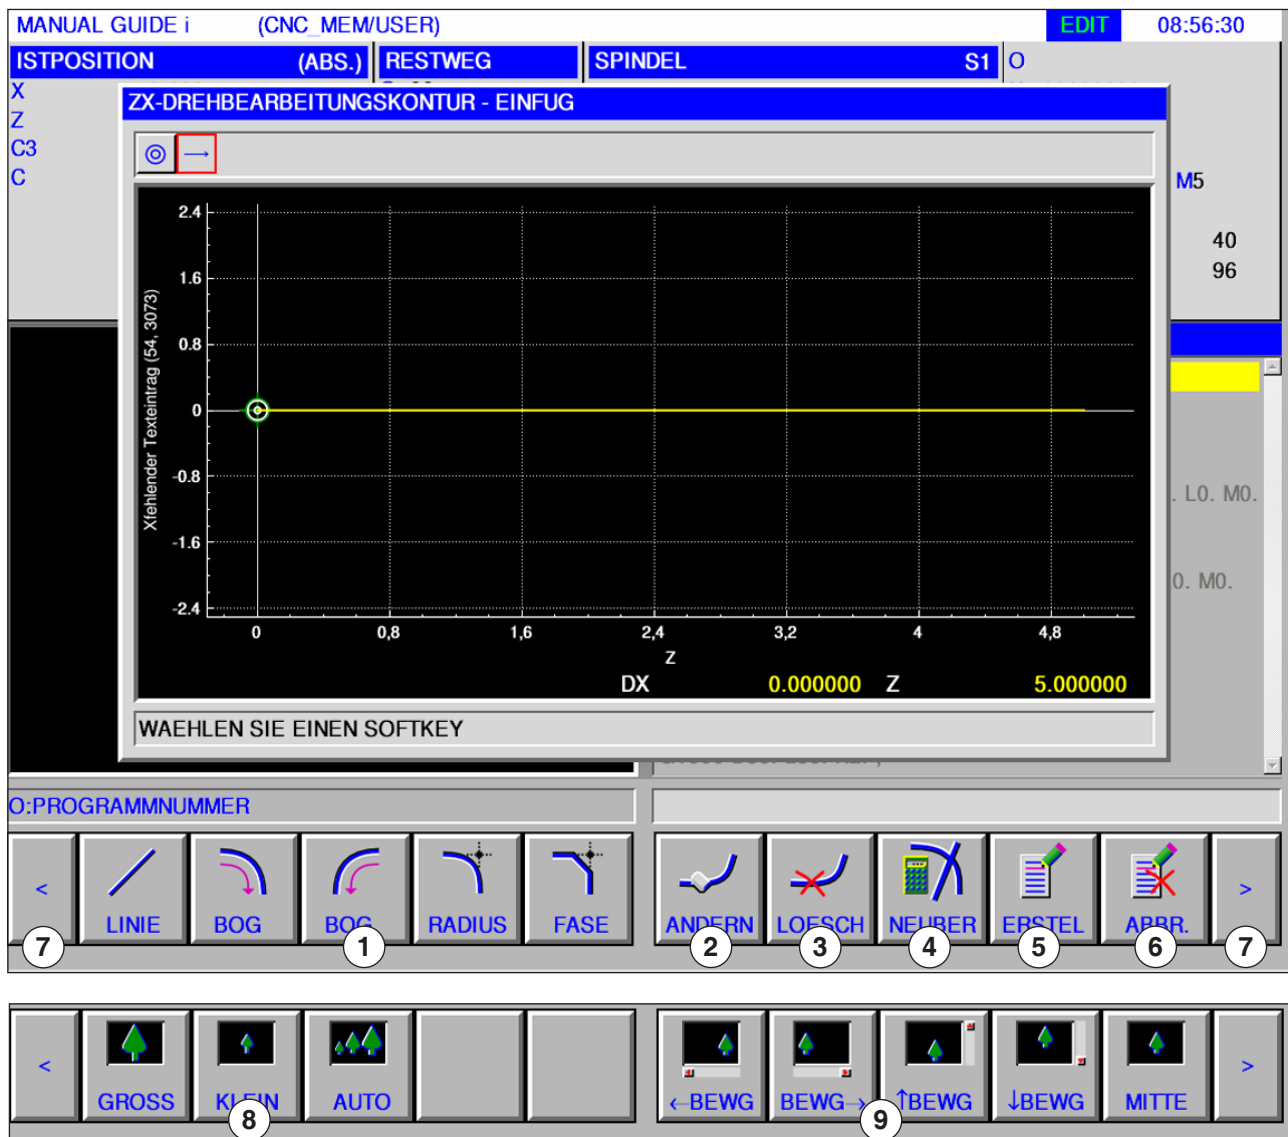 MANUAL GUIDE i (CNC_MEM/USER) EDIT 08:56:30
ISTPOSITION (ABS.) RESTWEG SPINDEL S1 O
X
Z
C3
C
ZX-DREHBEARBEITUNGSKONTUR - EINFUG
M5
40
96
2.4
1.6
0.8
0
-0.8
-1.6
-2.4
Xfehlender Texteintrag (54, 3073)
0 0,8 1,6 2,4 3,2 4 4,8
Z
DX 0.000000 Z 5.000000
. L0. M0.
0. M0.
WAEHLEN SIE EINEN SOFTKEY
O:PROGRAMMNUMMER
< LINIE BOG BOG RADIUS FASE ANDERN LOESCH NEUBER ERSTEL ABBR. >
7 1 2 3 4 5 6 7
< GROSS KLEIN AUTO ←BEWG BEWG→ ↑BEWG ↓BEWG MITTE >
8 9